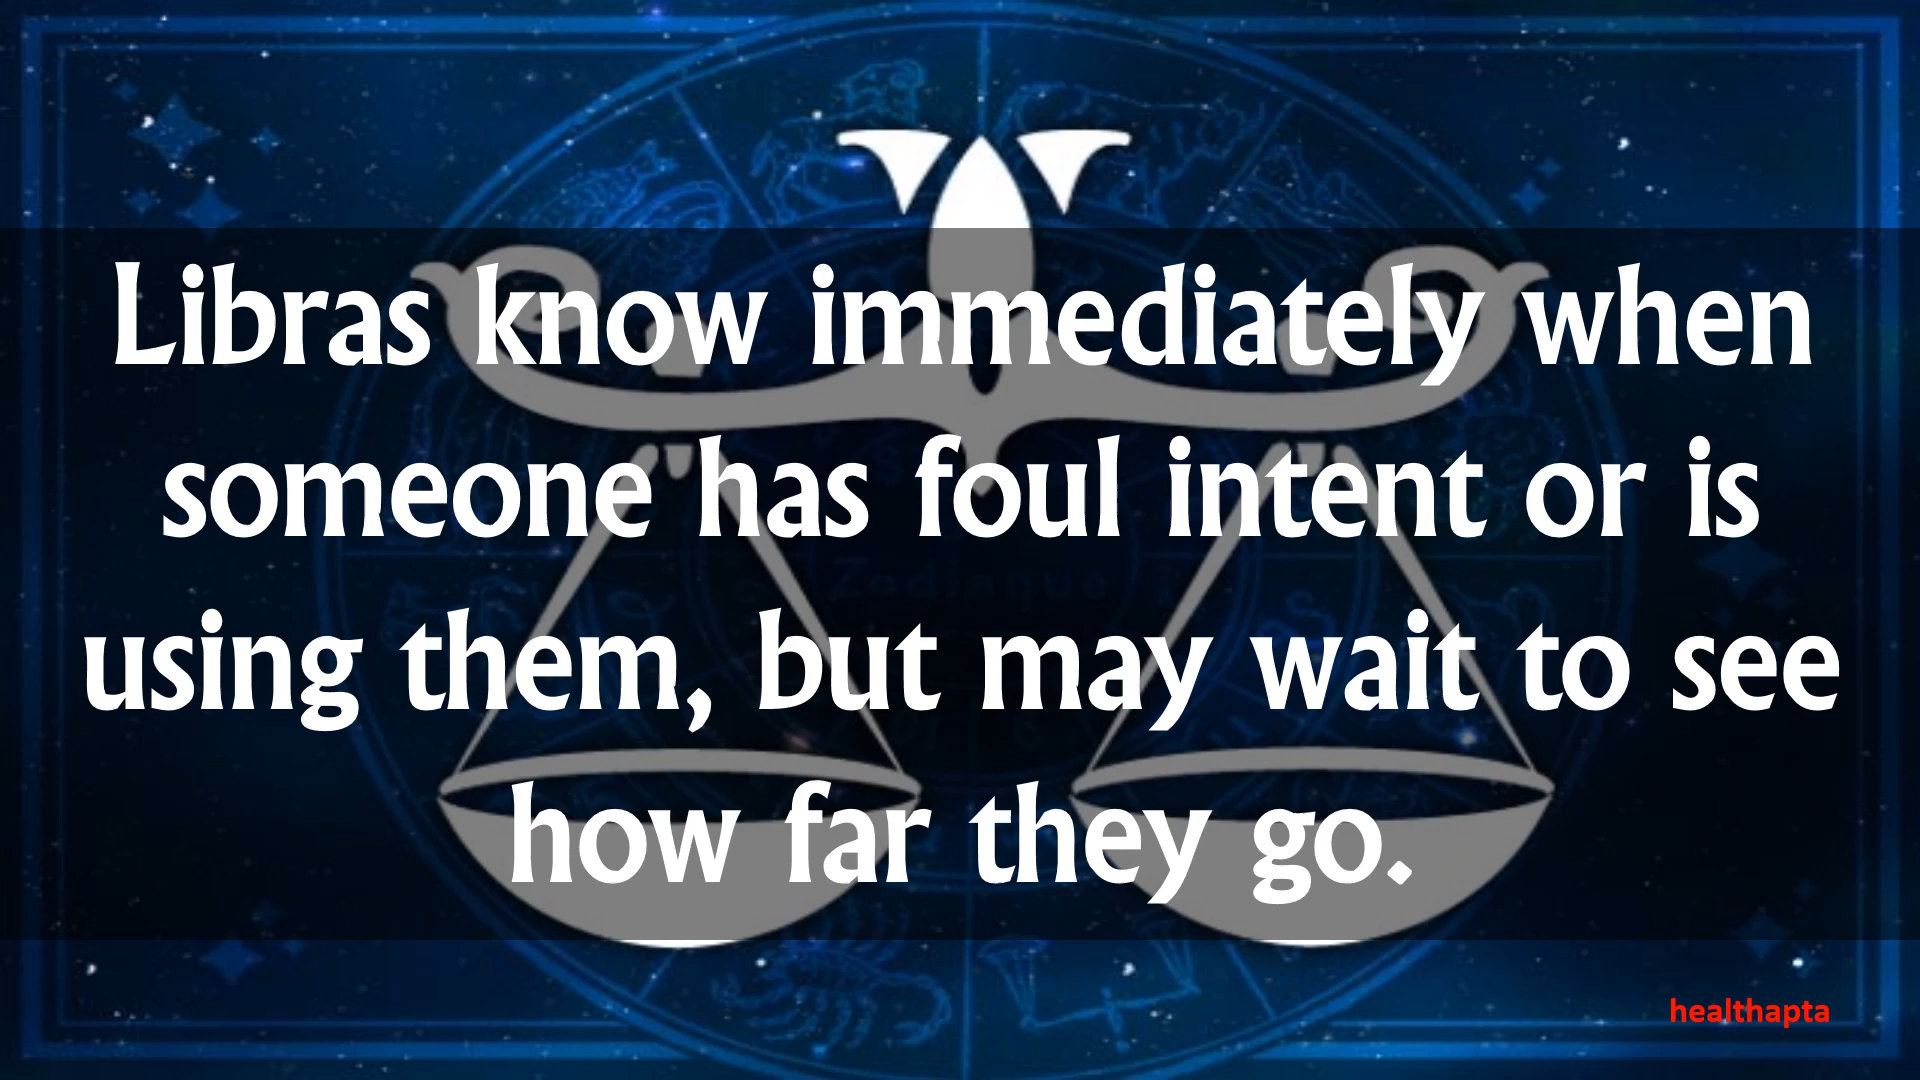 Libras know immediately when
someone has foul intent or is
using them, but may wait to see
how far they go.
Zodiaque
healthapta